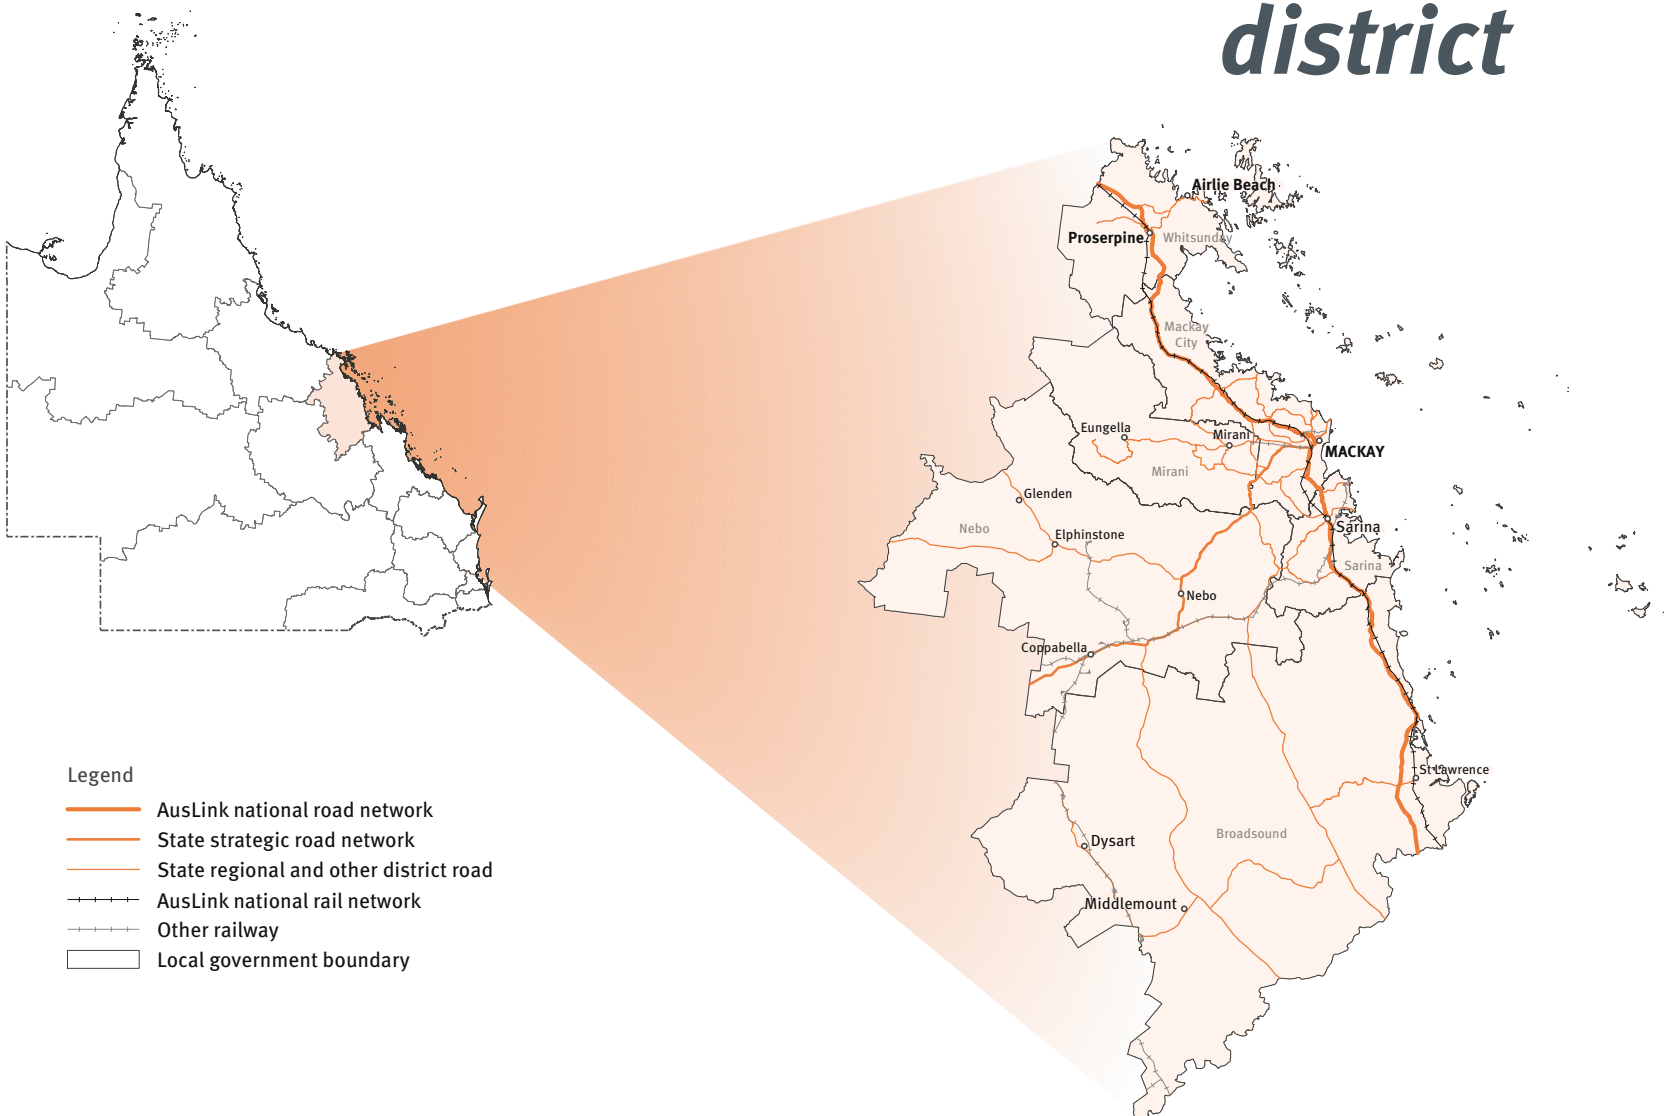 district
Airlie Beach
Proserpine
Whitsunday
Mackay
City
Eungella
Mirani
MACKAY
Mirani
Glenden
Nebo
Elphinstone
Sarina
Sarina
Nebo
Coppabella
St Lawrence
Broadsound
Dysart
Middlemount
Legend
AusLink national road network
State strategic road network
State regional and other district road
AusLink national rail network
Other railway
Local government boundary